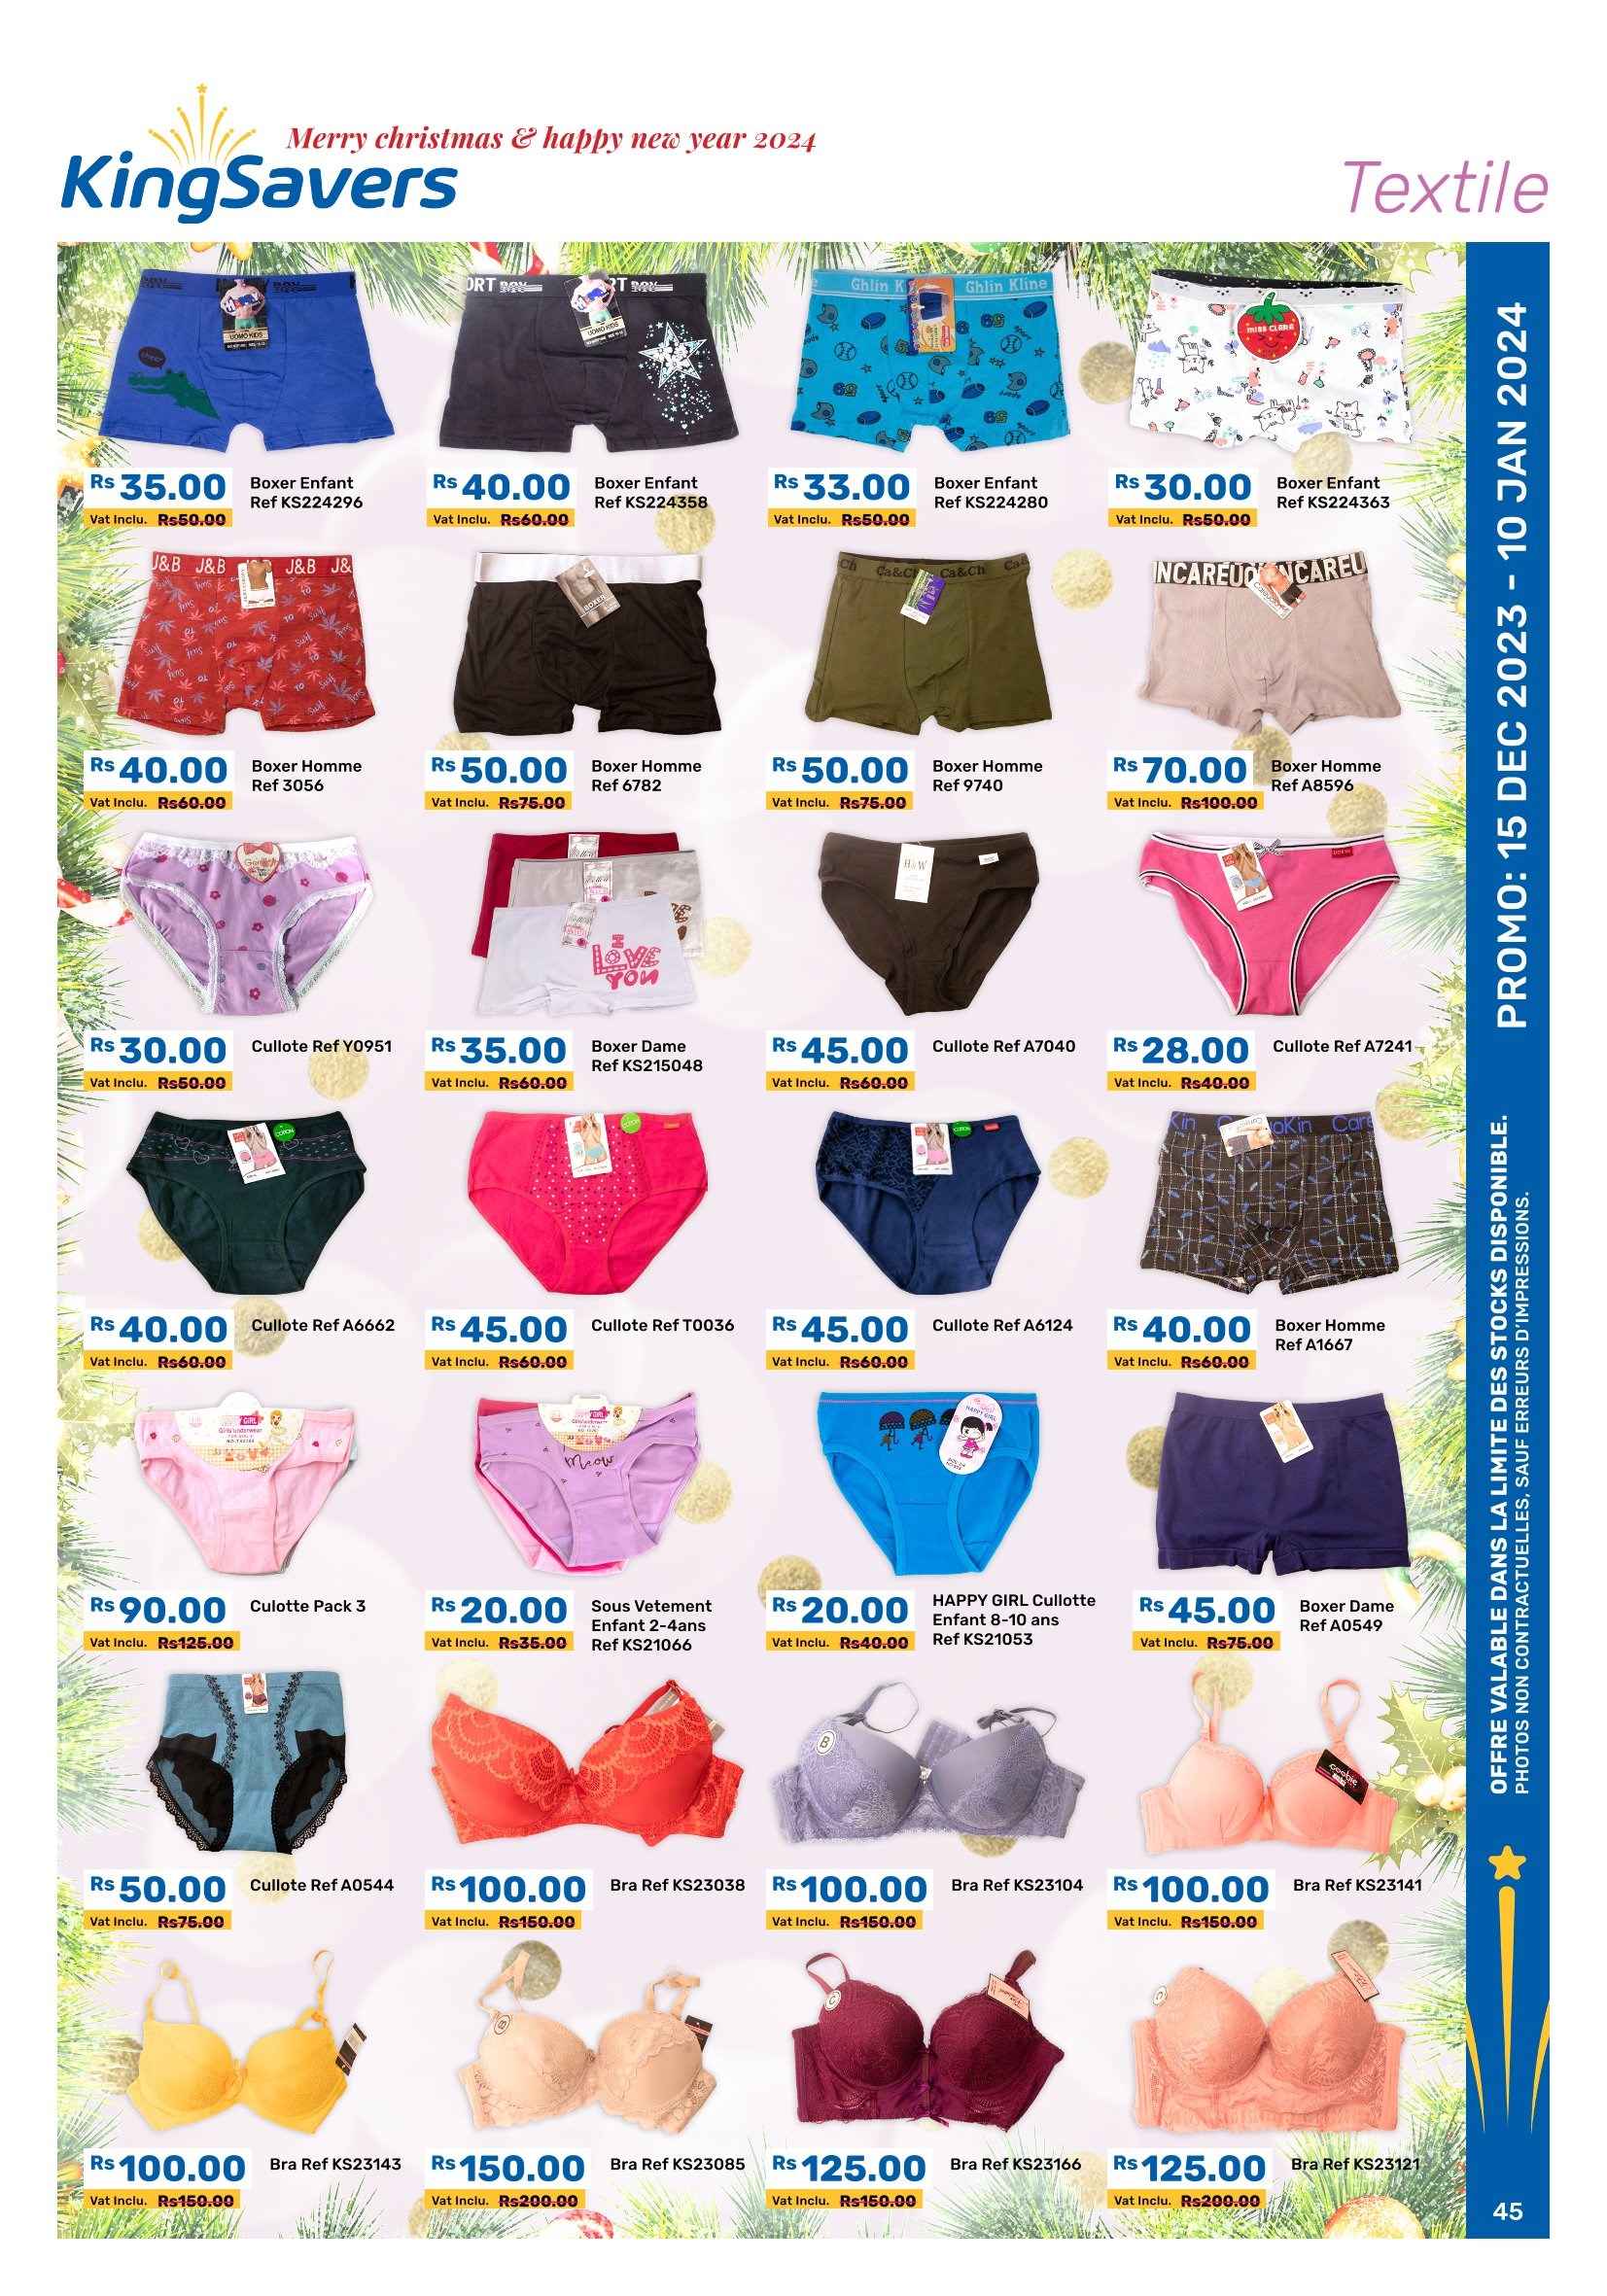 Merry christmas & happy new year 2024
KingSavers
Textile
Rs 35.00
Vat Inclu. Rs50.00
Boxer Enfant
Ref KS224296
Rs 40.00
Vat Inclu. Rs60.00
Boxer Enfant
Ref KS224358
Ghlin Kline
Rs 33.00
Vat Inclu. Rs50.00
Boxer Enfant
Ref KS224280
MISS CLARA
Rs 30.00
Vat Inclu. Rs50.00
Boxer Enfant
Ref KS224363
J&B J&B J&B J&
Rs 40.00
Vat Inclu. Rs60.00
Boxer Homme
Ref 3056
BOXER
Rs 50.00
Vat Inclu. Rs75.00
Boxer Homme
Ref 6782
Ca&Ch
Rs 50.00
Vat Inclu. Rs75.00
Boxer Homme
Ref 9740
Rs 70.00
Vat Inclu. Rs100.00
Boxer Homme
Ref A8596
Rs 30.00
Vat Inclu. Rs50.00
Cullote Ref Y0951
I
LOVE
YOU
Rs 35.00
Vat Inclu. Rs60.00
Boxer Dame
Ref KS215048
H&W
Rs 45.00
Vat Inclu. Rs60.00
Cullote Ref A7040
Rs 28.00
Vat Inclu. Rs40.00
Cullote Ref A7241
Rs 40.00
Vat Inclu. Rs60.00
Cullote Ref A6662
Rs 45.00
Vat Inclu. Rs60.00
Cullote Ref T0036
Rs 45.00
Vat Inclu. Rs60.00
Cullote Ref A6124
Rs 40.00
Vat Inclu. Rs60.00
Boxer Homme
Ref A1667
Girls'underwear
Rs 90.00
Vat Inclu. Rs125.00
Culotte Pack 3
Girls'underwear
Meow
Rs 20.00
Vat Inclu. Rs35.00
Sous Vetement
Enfant 2-4ans
Ref KS21066
HAPPY GIRL
Rs 20.00
Vat Inclu. Rs40.00
HAPPY GIRL Cullotte
Enfant 8-10 ans
Ref KS21053
Rs 45.00
Vat Inclu. Rs75.00
Boxer Dame
Ref A0549
Rs 50.00
Vat Inclu. Rs75.00
Cullote Ref A0544
Rs 100.00
Vat Inclu. Rs150.00
Bra Ref KS23038
B
Rs 100.00
Vat Inclu. Rs150.00
Bra Ref KS23104
Rs 100.00
Vat Inclu. Rs150.00
Bra Ref KS23141
Rs 100.00
Vat Inclu. Rs150.00
Bra Ref KS23143
B
Rs 150.00
Vat Inclu. Rs200.00
Bra Ref KS23085
C
Rs 125.00
Vat Inclu. Rs150.00
Bra Ref KS23166
C
Rs 125.00
Vat Inclu. Rs200.00
Bra Ref KS23121
PROMO: 15 DEC 2023 - 10 JAN 2024
OFFRE VALABLE DANS LA LIMITE DES STOCKS DISPONIBLE.
PHOTOS NON CONTRACTUELLES, SAUF ERREURS D'IMPRESSIONS.
45